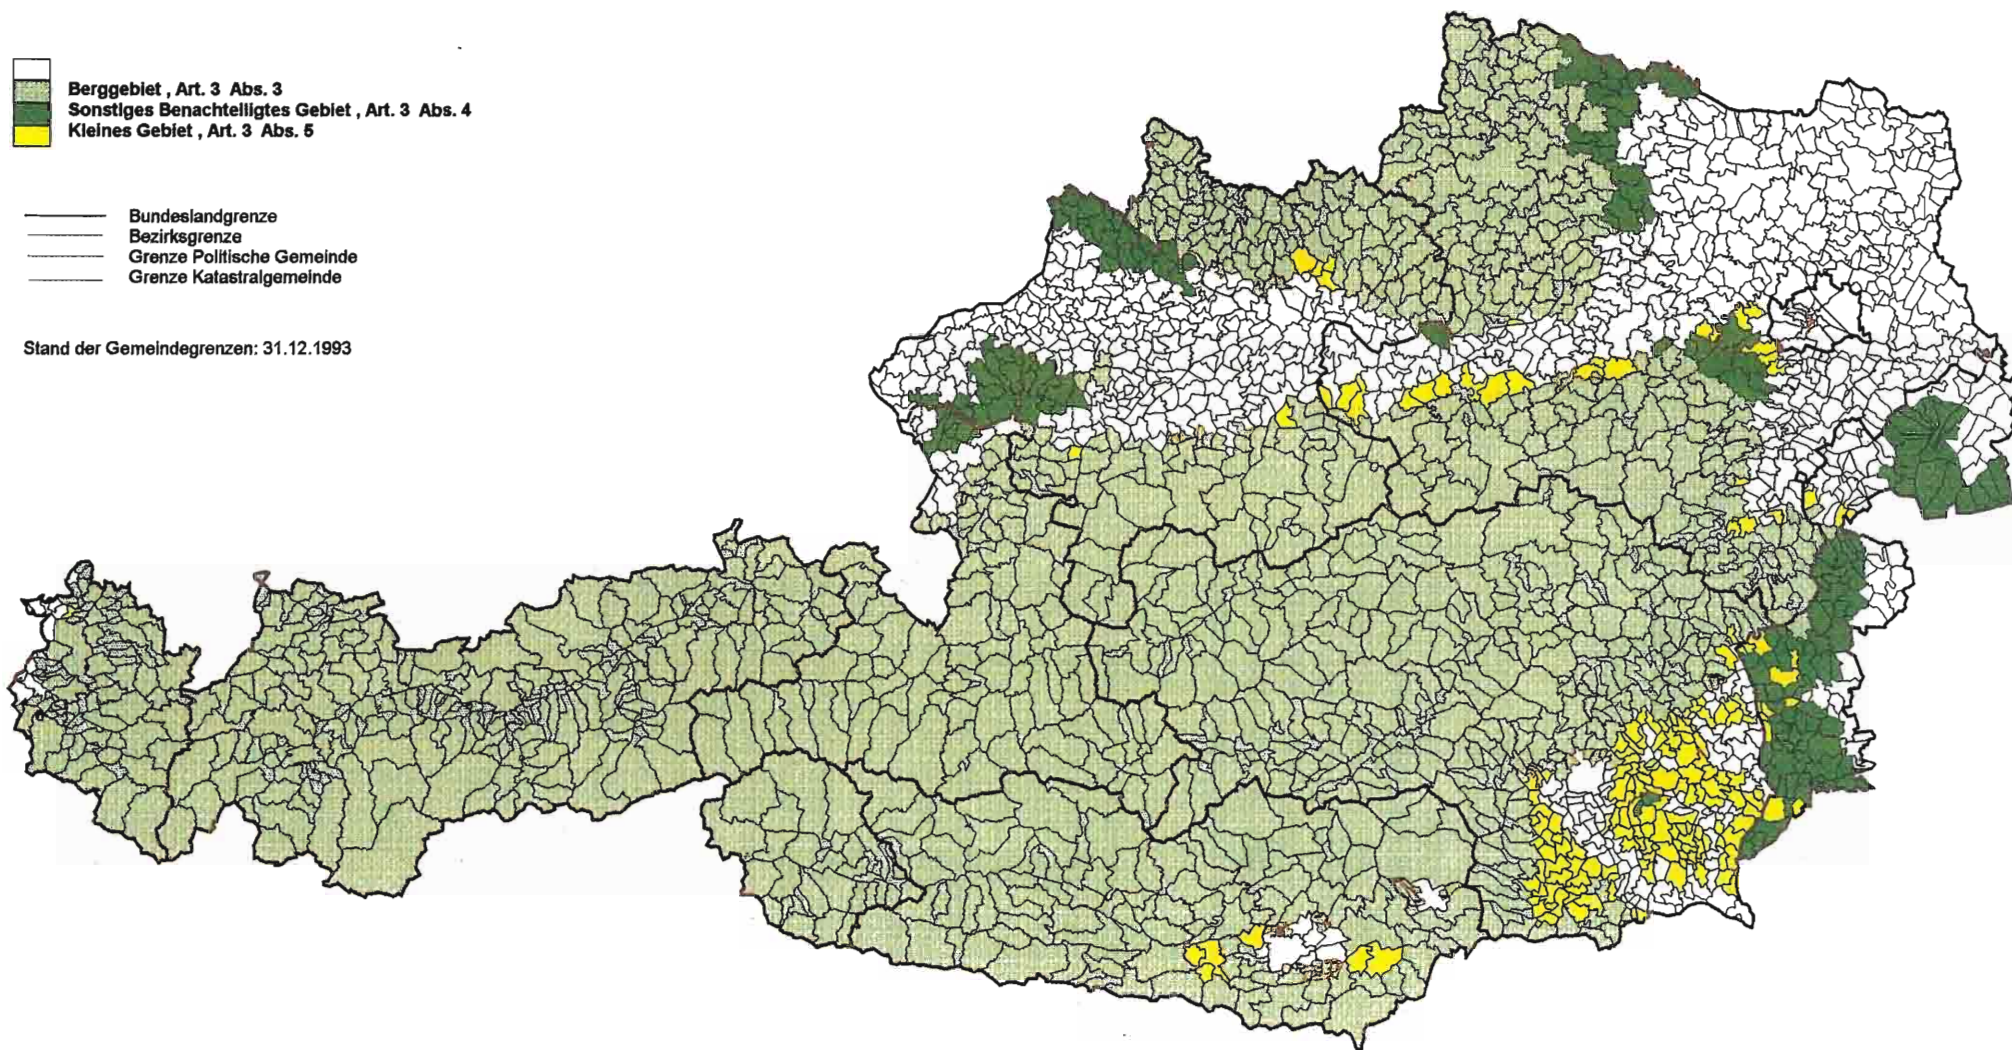 Berggebiet , Art. 3 Abs. 3
Sonstiges Benachteiligtes Gebiet , Art. 3 Abs. 4
Kleines Gebiet , Art. 3 Abs. 5
Bundeslandgrenze
Bezirksgrenze
Grenze Politische Gemeinde
Grenze Katastralgemeinde
Stand der Gemeindegrenzen: 31.12.1993